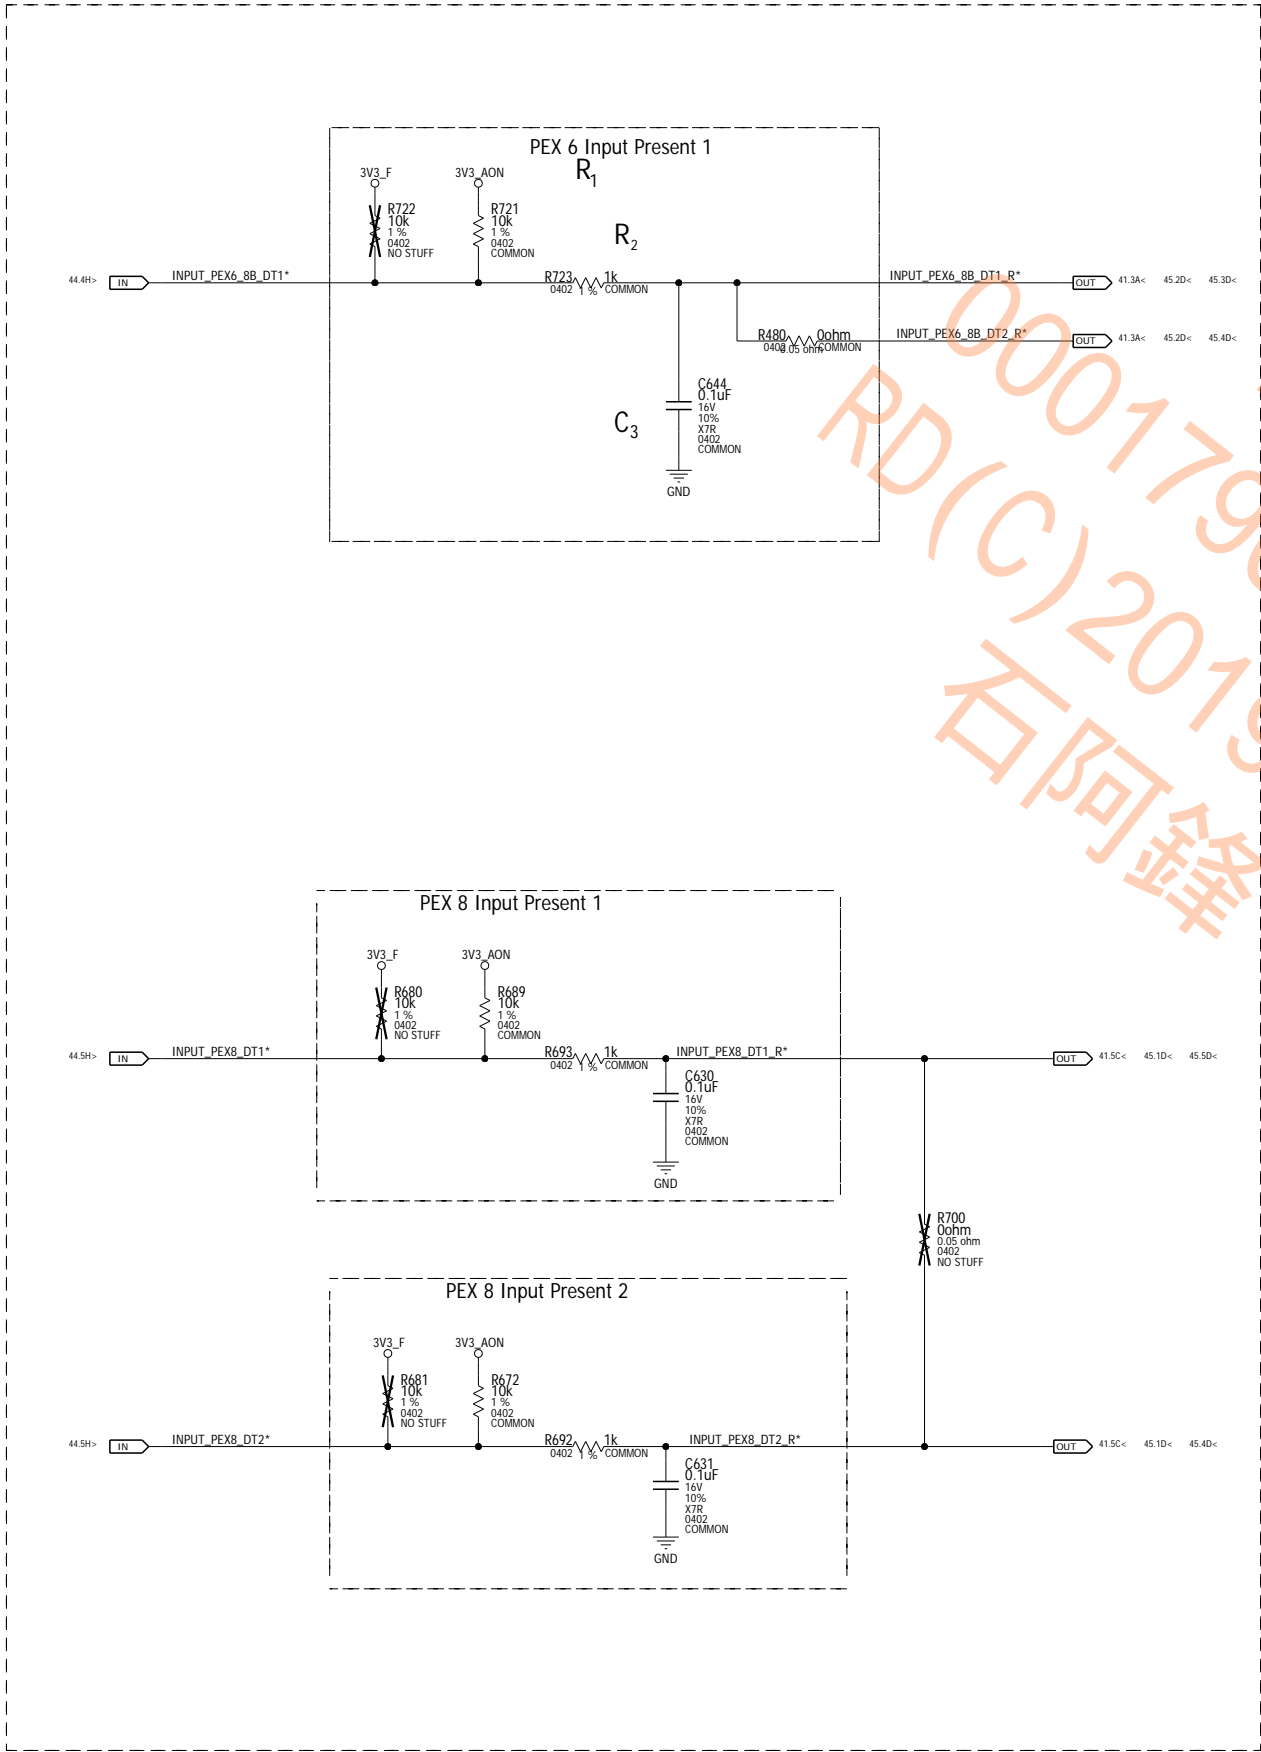 PEX 6 Input Present 1
R1
3V3_F
3V3_AON
R722
10k
1 %
0402
NO STUFF
R721
10k
1 %
0402
COMMON
R2
44.4H>
IN
INPUT_PEX6_8B_DT1*
R723
1k
0402
1 %
COMMON
INPUT_PEX6_8B_DT1_R*
OUT
41.3A<
45.2D<
45.3D<
R480
0ohm
0402
0.05 ohm
COMMON
INPUT_PEX6_8B_DT2_R*
OUT
41.3A<
45.2D<
45.4D<
C644
0.1uF
16V
10%
X7R
0402
COMMON
C3
GND
RD(C)2019
石阿鋒
PEX 8 Input Present 1
3V3_F
3V3_AON
R680
10k
1 %
0402
NO STUFF
R689
10k
1 %
0402
COMMON
44.5H>
IN
INPUT_PEX8_DT1*
R693
1k
0402
1 %
COMMON
INPUT_PEX8_DT1_R*
OUT
41.5C<
45.1D<
45.5D<
C630
0.1uF
16V
10%
X7R
0402
COMMON
GND
R700
0ohm
0.05 ohm
0402
NO STUFF
PEX 8 Input Present 2
3V3_F
3V3_AON
R681
10k
1 %
0402
NO STUFF
R672
10k
1 %
0402
COMMON
44.5H>
IN
INPUT_PEX8_DT2*
R692
1k
0402
1 %
COMMON
INPUT_PEX8_DT2_R*
OUT
41.5C<
45.1D<
45.4D<
C631
0.1uF
16V
10%
X7R
0402
COMMON
GND